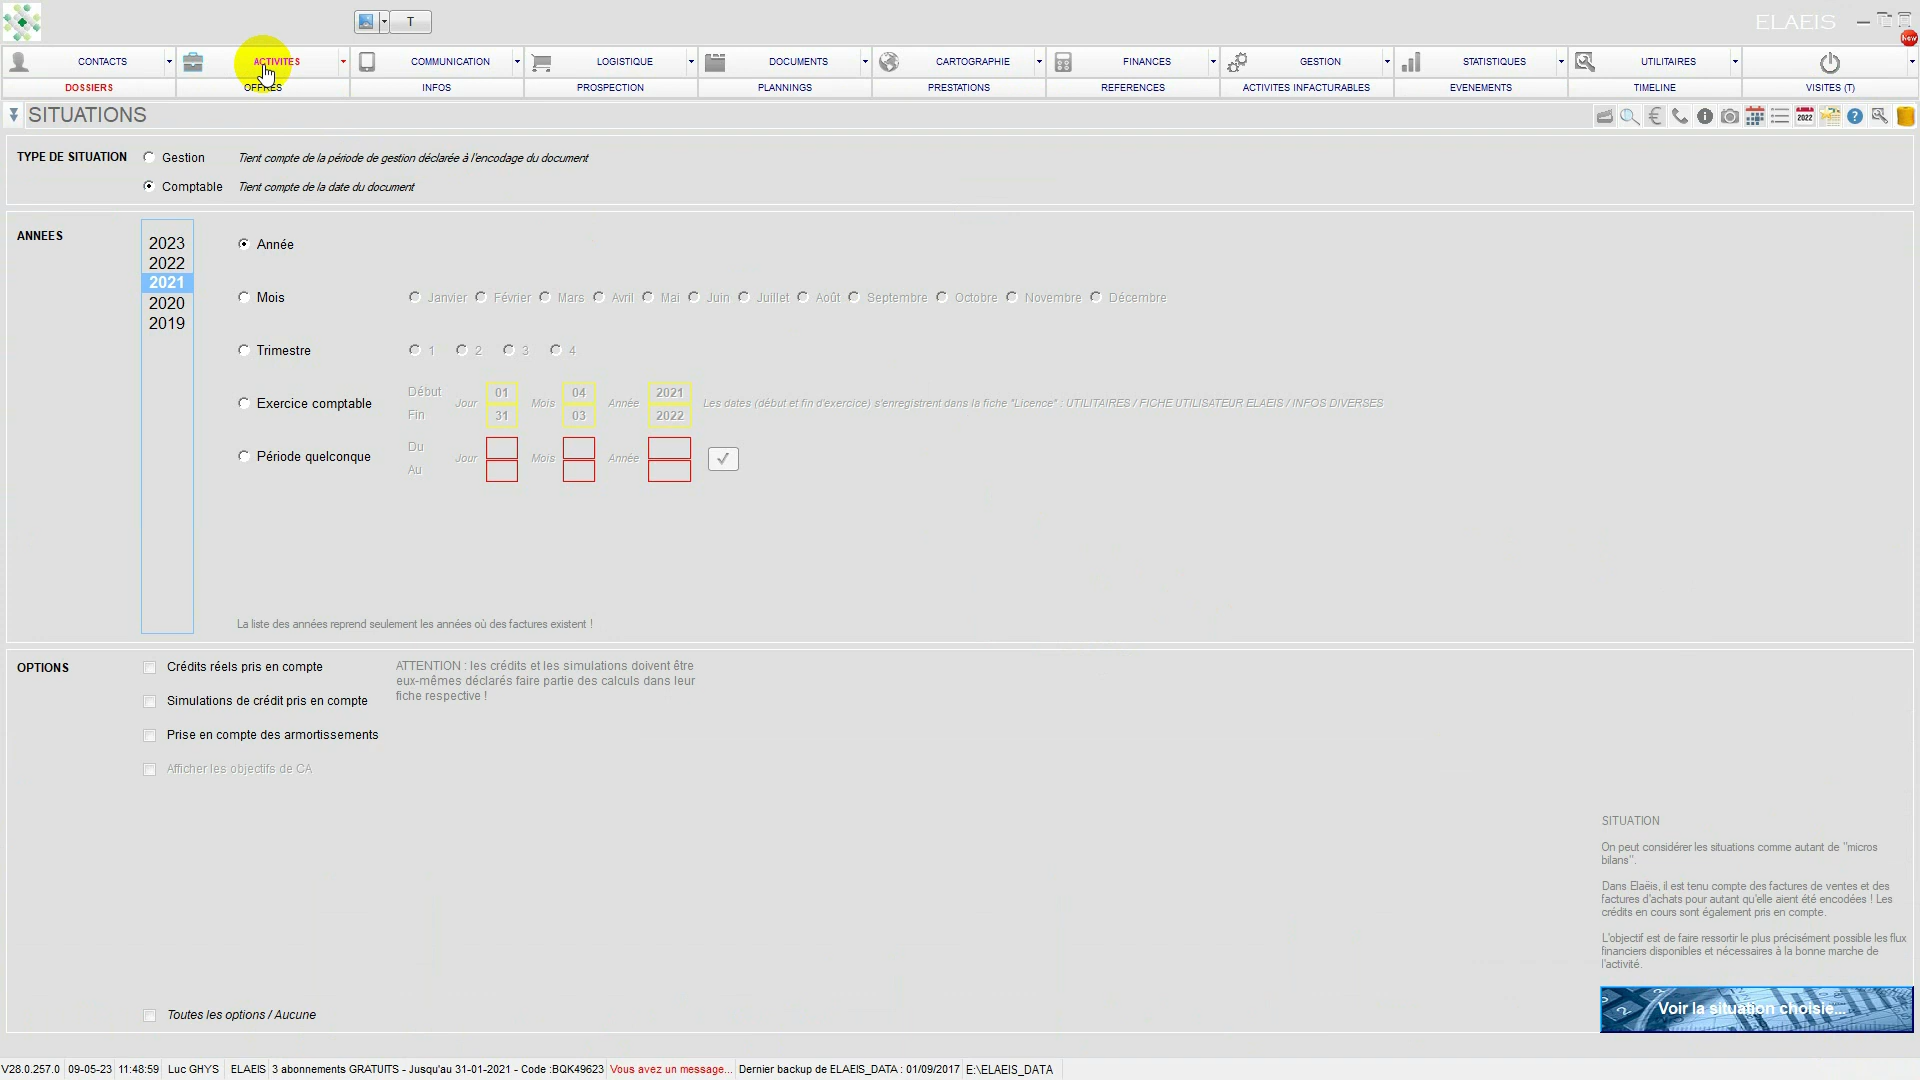 T
ELAEIS
New
CONTACTS ACTIVITES COMMUNICATION LOGISTIQUE DOCUMENTS CARTOGRAPHIE FINANCES GESTION STATISTIQUES UTILITAIRES
DOSSIERS OFFRES INFOS PROSPECTION PLANNINGS PRESTATIONS REFERENCES ACTIVITES INFACTURABLES EVENEMENTS TIMELINE VISITES (T)
SITUATIONS
2022
TYPE DE SITUATION Gestion Tient compte de la période de gestion déclarée à l'encodage du document
Comptable Tient compte de la date du document
ANNEES
2023
2022
2021
2020
2019
Année
Mois Janvier Février Mars Avril Mai Juin Juillet Août Septembre Octobre Novembre Décembre
Trimestre 1 2 3 4
Exercice comptable
Début 01 04 2021
Jour Mois Année Les dates (début et fin d'exercice) s'enregistrent dans la fiche "Licence" : UTILITAIRES / FICHE UTILISATEUR ELAEIS / INFOS DIVERSES
Fin 31 03 2022
Période quelconque
Du
Jour Mois Année
Au
La liste des années reprend seulement les années où des factures existent !
OPTIONS
Crédits réels pris en compte
Simulations de crédit pris en compte
Prise en compte des armortissements
Afficher les objectifs de CA
ATTENTION : les crédits et les simulations doivent être
eux-mêmes déclarés faire partie des calculs dans leur
fiche respective !
Toutes les options / Aucune
SITUATION
On peut considérer les situations comme autant de "micros
bilans".
Dans Elaëis, il est tenu compte des factures de ventes et des
factures d'achats pour autant qu'elle aient été encodées ! Les
crédits en cours sont également pris en compte.
L'objectif est de faire ressortir le plus précisément possible les flux
financiers disponibles et nécessaires à la bonne marche de
l'activité.
Voir la situation choisie...
V28.0.257.0 09-05-23 11:48:59 Luc GHYS ELAEIS 3 abonnements GRATUITS - Jusqu'au 31-01-2021 - Code :BQK49623 Vous avez un message... Dernier backup de ELAEIS_DATA : 01/09/2017 E:\ELAEIS_DATA